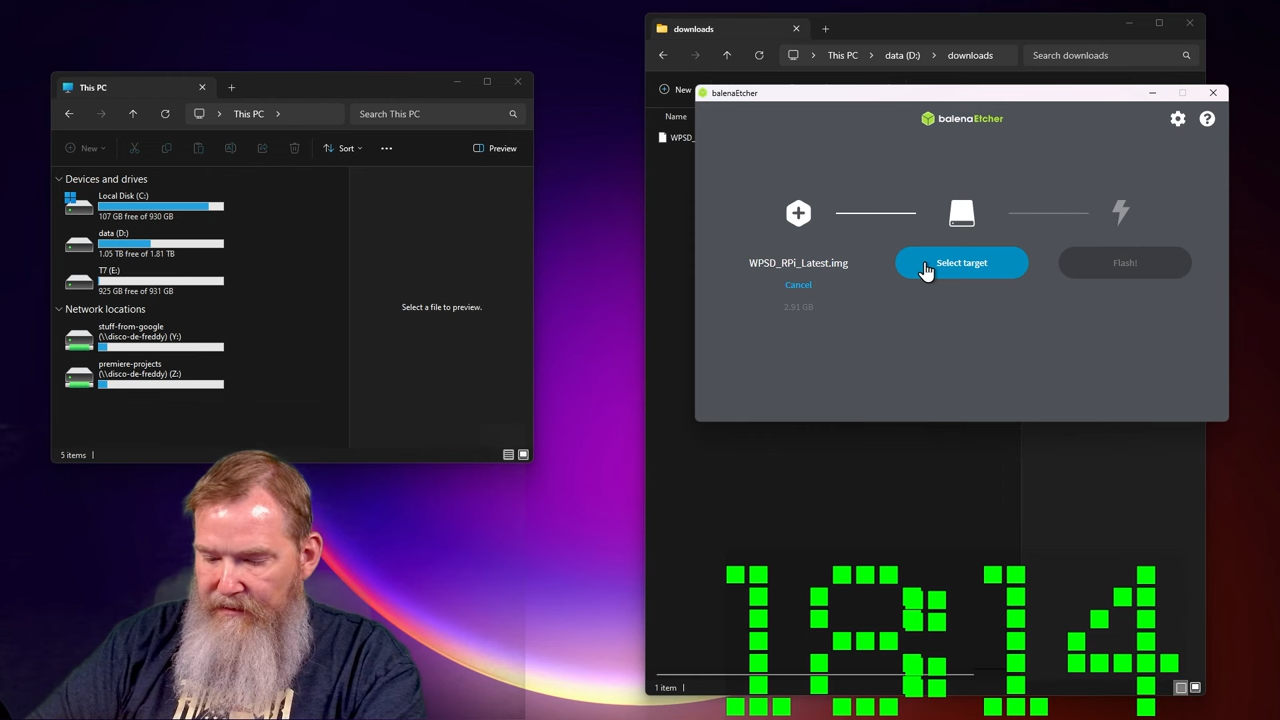 This PC
This PC
Search This PC
New
Sort
Preview
Devices and drives
Local Disk (C:)
107 GB free of 930 GB
data (D:)
1.05 TB free of 1.81 TB
T7 (E:)
925 GB free of 931 GB
Network locations
stuff-from-google
(\\disco-de-freddy) (Y:)
premiere-projects
(\\disco-de-freddy) (Z:)
Select a file to preview.
5 items
downloads
This PC
data (D:)
downloads
Search downloads
New
Name
WPSD_
balenaEtcher
balenaEtcher
WPSD_RPi_Latest.img
Cancel
2.91 GB
Select target
Flash!
1 item
18:14